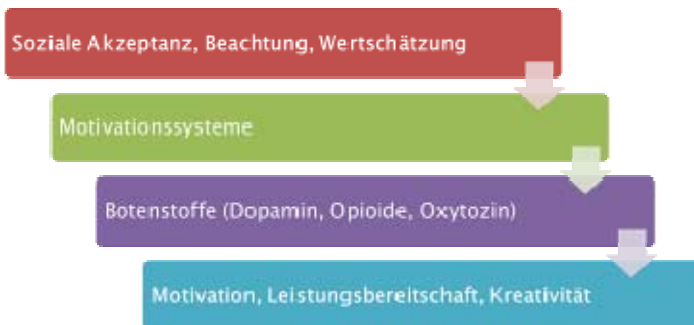 Soziale Akzeptanz, Beachtung, Wertschätzung
Motivationssysteme
Botenstoffe (Dopamin, Opioide, Oxytozin)
Motivation, Leistungsbereitschaft, Kreativität